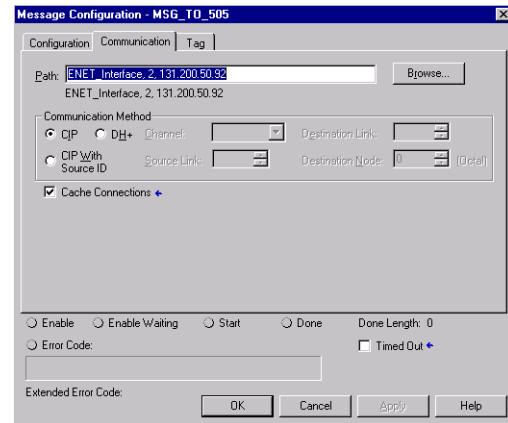 Message Configuration - MSG_TO_505
Configuration Communication Tag
Path: ENET_Interface, 2, 131.200.50.92 Browse...
ENET_Interface, 2, 131.200.50.92
Communication Method
CIP DH+ Channel: Destination Link:
CIP With Source ID Source Link: Destination Node: 0 (Octal)
Cache Connections
Enable Enable Waiting Start Done Done Length: 0
Error Code: Timed Out
Extended Error Code:
OK Cancel Apply Help